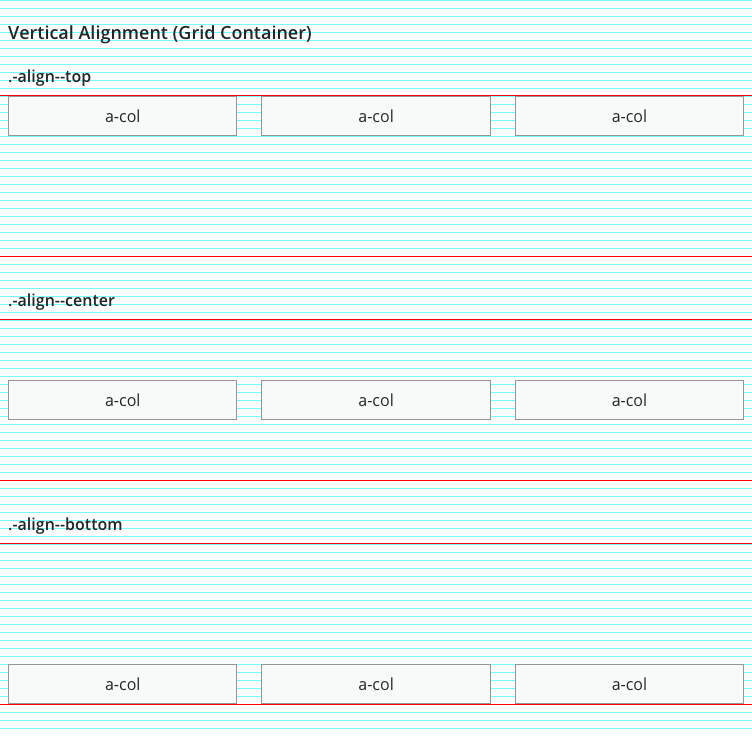 Vertical Alignment (Grid Container)
.-align--top
a-col a-col a-col
.-align--center
a-col a-col a-col
.-align--bottom
a-col a-col a-col